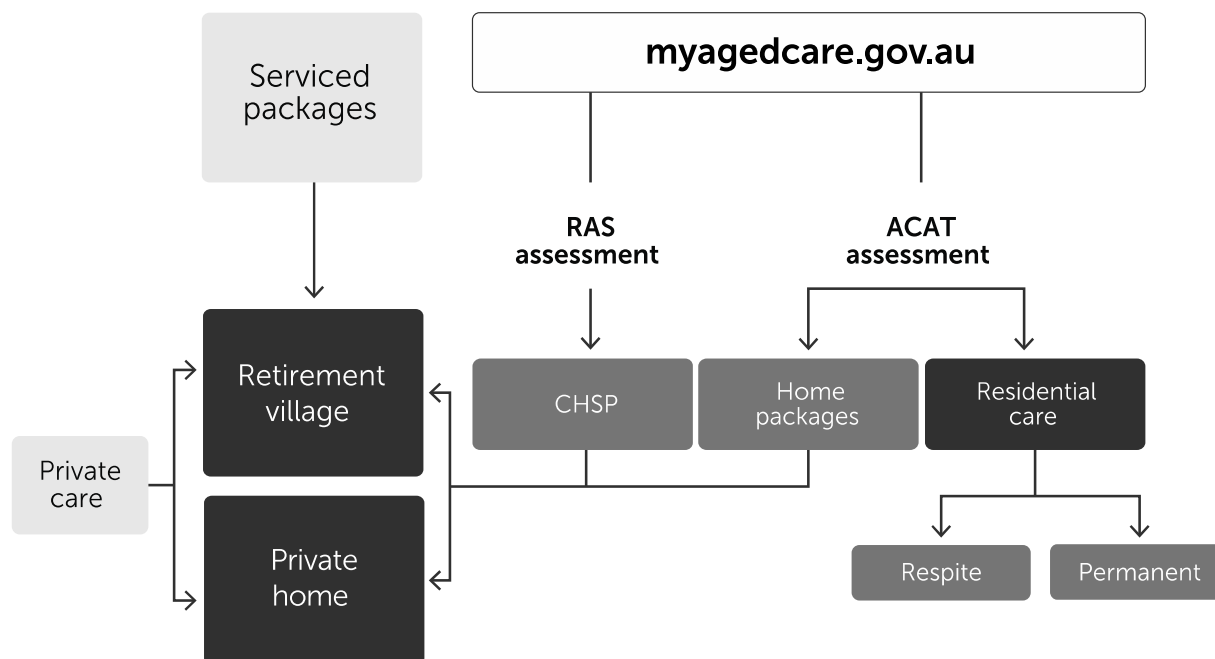 Serviced
packages
myagedcare.gov.au
RAS
assessment
ACAT
assessment
Retirement
village
CHSP
Home
packages
Residential
care
Private
care
Private
home
Respite
Permanent